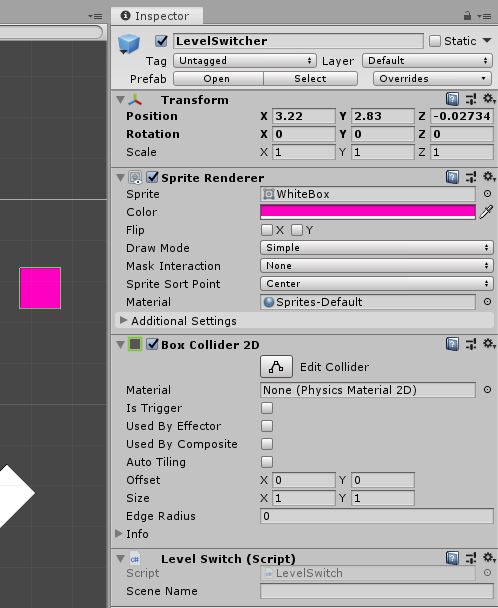 Inspector
LevelSwitcher Static
Tag Untagged Layer Default
Prefab Open Select Overrides
Transform
Position X 3.22 Y 2.83 Z -0.02734
Rotation X 0 Y 0 Z 0
Scale X 1 Y 1 Z 1
Sprite Renderer
Sprite WhiteBox
Color
Flip X Y
Draw Mode Simple
Mask Interaction None
Sprite Sort Point Center
Material Sprites-Default
Additional Settings
Box Collider 2D
Edit Collider
Material None (Physics Material 2D)
Is Trigger
Used By Effector
Used By Composite
Auto Tiling
Offset X 0 Y 0
Size X 1 Y 1
Edge Radius 0
Info
Level Switch (Script)
Script LevelSwitch
Scene Name